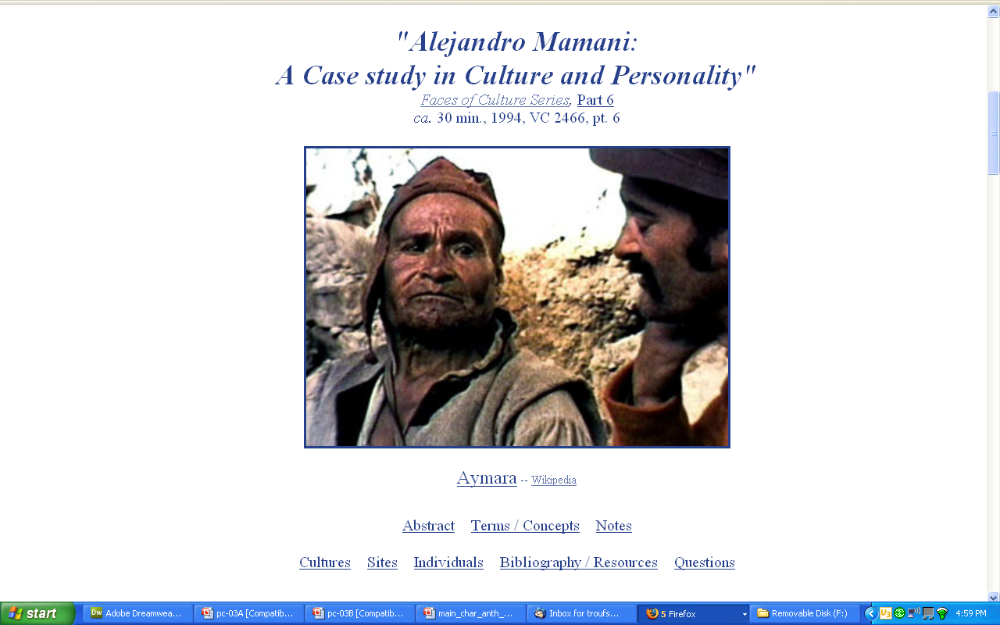 "Alejandro Mamani:
A Case study in Culture and Personality"
Faces of Culture Series, Part 6
ca. 30 min., 1994, VC 2466, pt. 6
Aymara -- Wikipedia
Abstract Terms / Concepts Notes
Cultures Sites Individuals Bibliography / Resources Questions
start Adobe Dreamwea... pc-03A [Compatib... pc-03B [Compatib... main_char_anth_... Inbox for troufs... 5 Firefox Removable Disk (F:) 4:59 PM